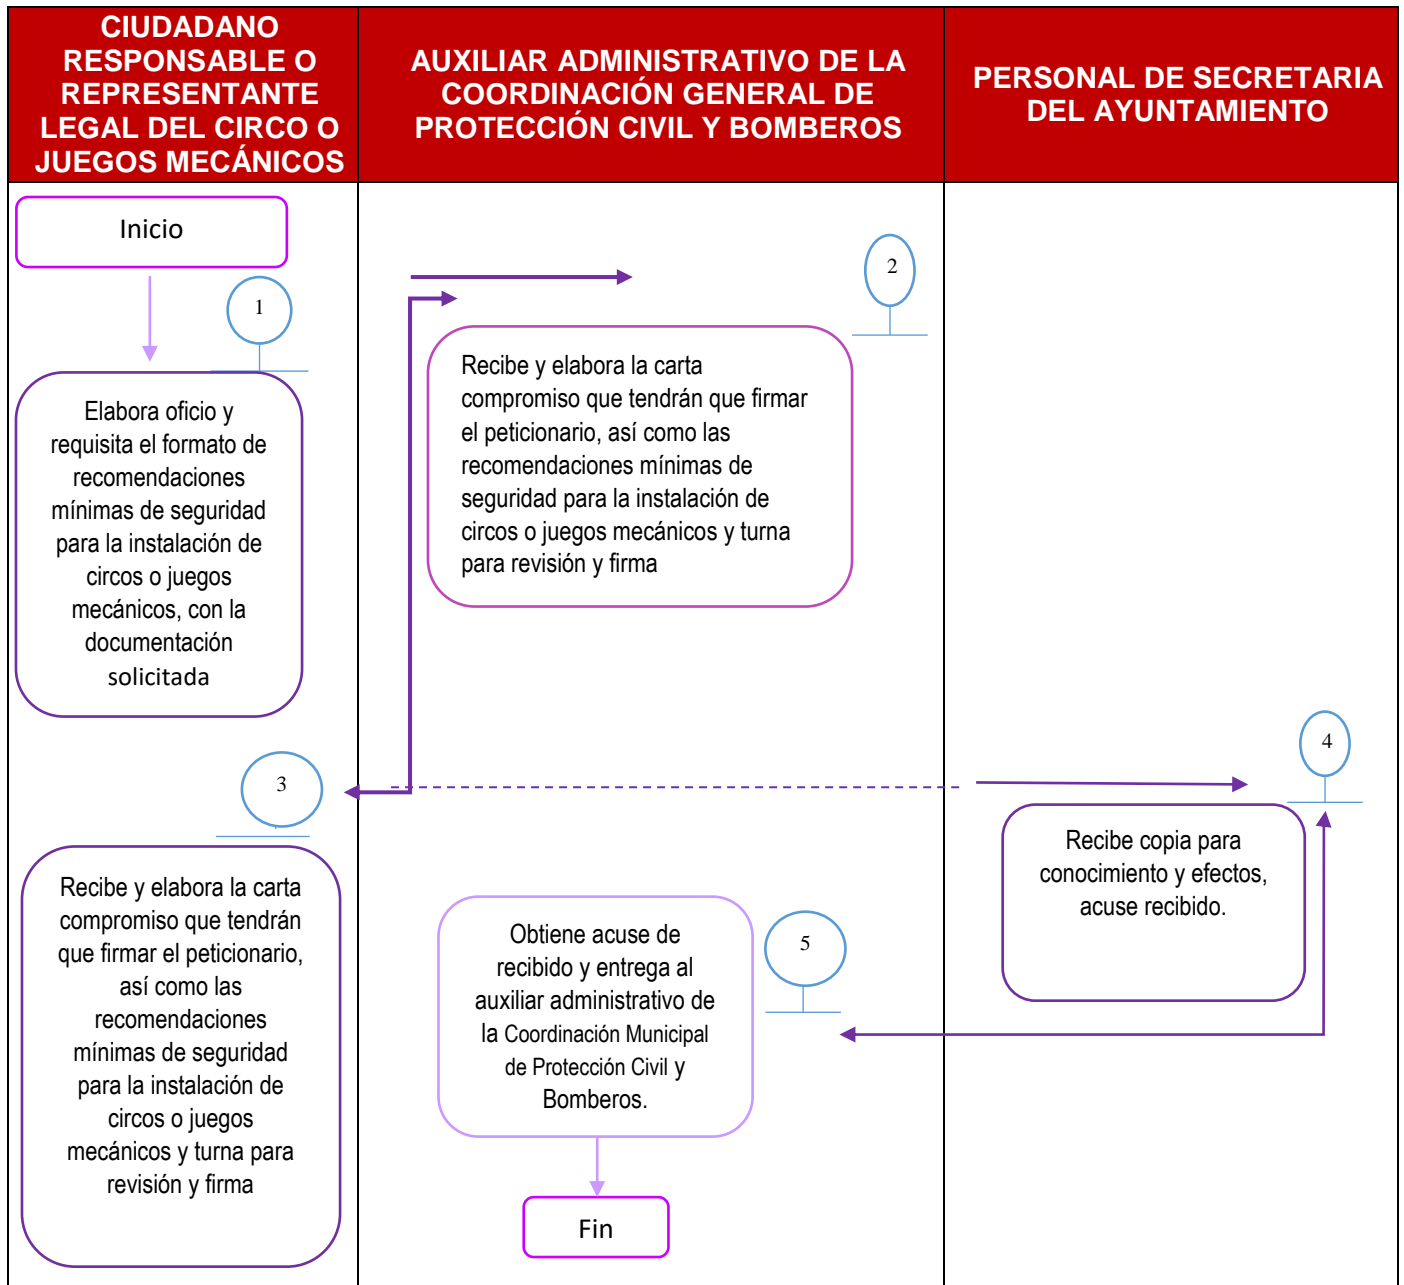 CIUDADANO
RESPONSABLE O
REPRESENTANTE
LEGAL DEL CIRCO O
JUEGOS MECÁNICOS
AUXILIAR ADMINISTRATIVO DE LA
COORDINACIÓN GENERAL DE
PROTECCIÓN CIVIL Y BOMBEROS
PERSONAL DE SECRETARIA
DEL AYUNTAMIENTO
Inicio
1
Elabora oficio y
requisita el formato de
recomendaciones
mínimas de seguridad
para la instalación de
circos o juegos
mecánicos, con la
documentación
solicitada
2
Recibe y elabora la carta
compromiso que tendrán que firmar
el peticionario, así como las
recomendaciones mínimas de
seguridad para la instalación de
circos o juegos mecánicos y turna
para revisión y firma
3
Recibe y elabora la carta
compromiso que tendrán
que firmar el peticionario,
así como las
recomendaciones
mínimas de seguridad
para la instalación de
circos o juegos
mecánicos y turna para
revisión y firma
4
Recibe copia para
conocimiento y efectos,
acuse recibido.
5
Obtiene acuse de
recibido y entrega al
auxiliar administrativo de
la Coordinación Municipal
de Protección Civil y
Bomberos.
Fin